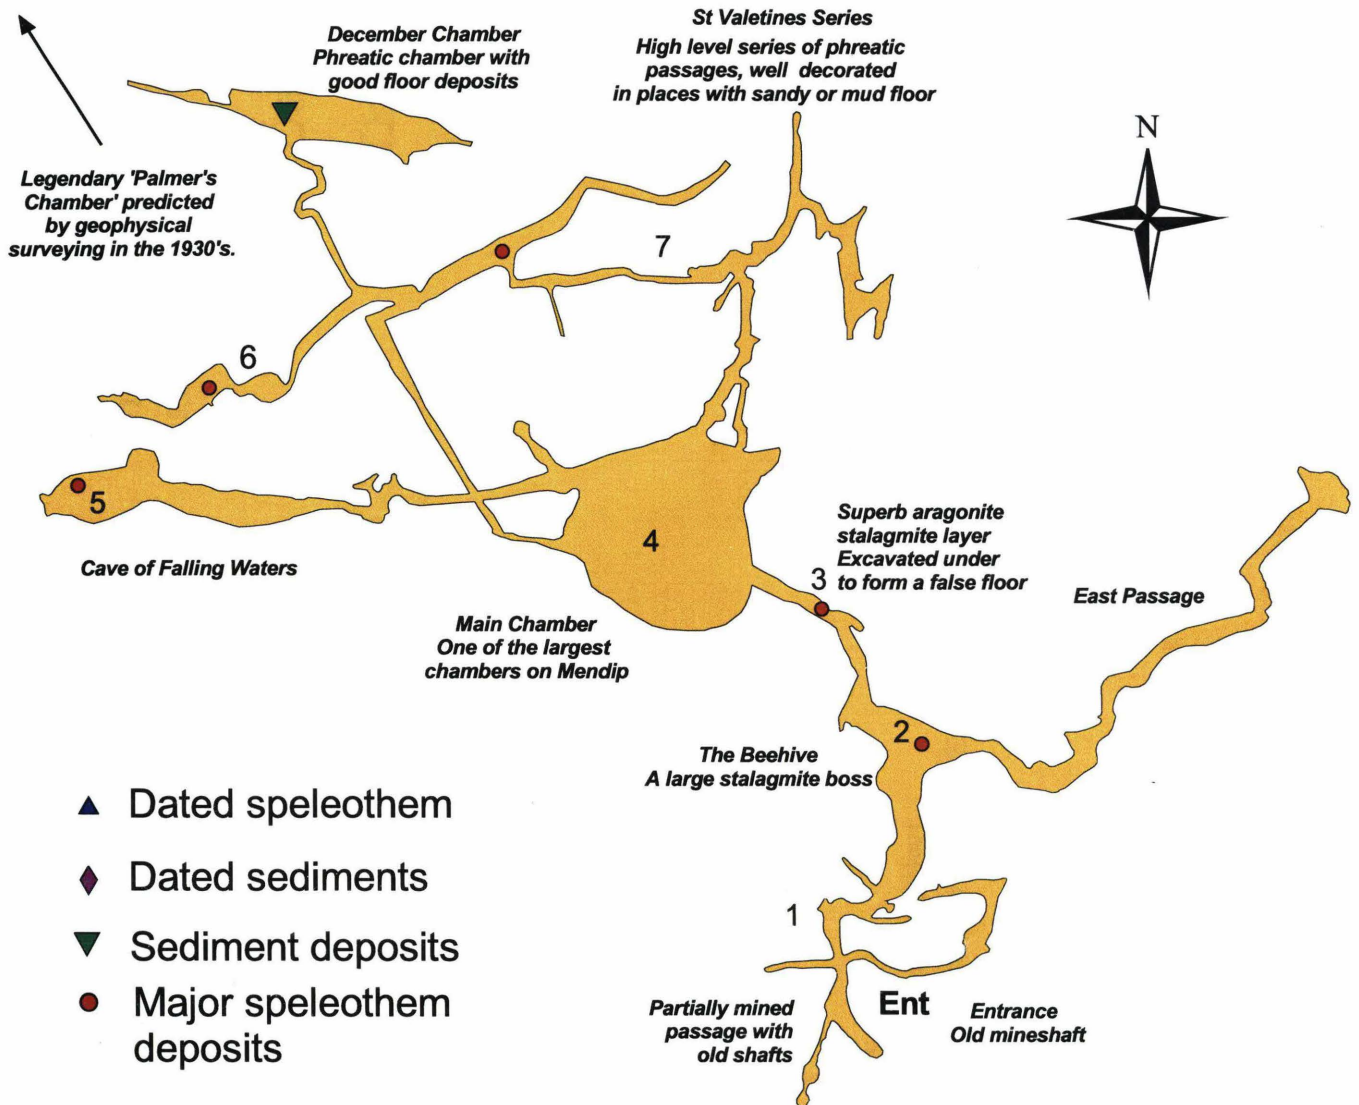 St Valetines Series
High level series of phreatic
passages, well decorated
in places with sandy or mud floor
December Chamber
Phreatic chamber with
good floor deposits
N
Legendary 'Palmer's
Chamber' predicted
by geophysical
surveying in the 1930's.
7
6
5
Cave of Falling Waters
4
Main Chamber
One of the largest
chambers on Mendip
3
Superb aragonite
stalagmite layer
Excavated under
to form a false floor
East Passage
2
The Beehive
A large stalagmite boss
1
Partially mined
passage with
old shafts
Ent
Entrance
Old mineshaft
Dated speleothem
Dated sediments
Sediment deposits
Major speleothem
deposits